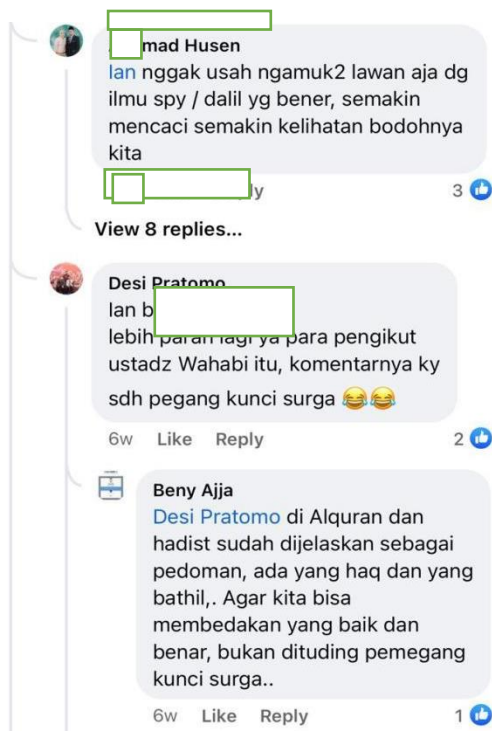 mad Husen
Ian nggak usah ngamuk2 lawan aja dg
ilmu spy / dalil yg bener, semakin
mencaci semakin kelihatan bodohnya
kita
3
View 8 replies...
Desi Pratomo
Ian b
lebih parah lagi ya para pengikut
ustadz Wahabi itu, komentarnya ky
sdh pegang kunci surga 😂😂
6w Like Reply 2
Beny Ajja
Desi Pratomo di Alquran dan
hadist sudah dijelaskan sebagai
pedoman, ada yang haq dan yang
bathil,. Agar kita bisa
membedakan yang baik dan
benar, bukan dituding pemegang
kunci surga..
6w Like Reply 1